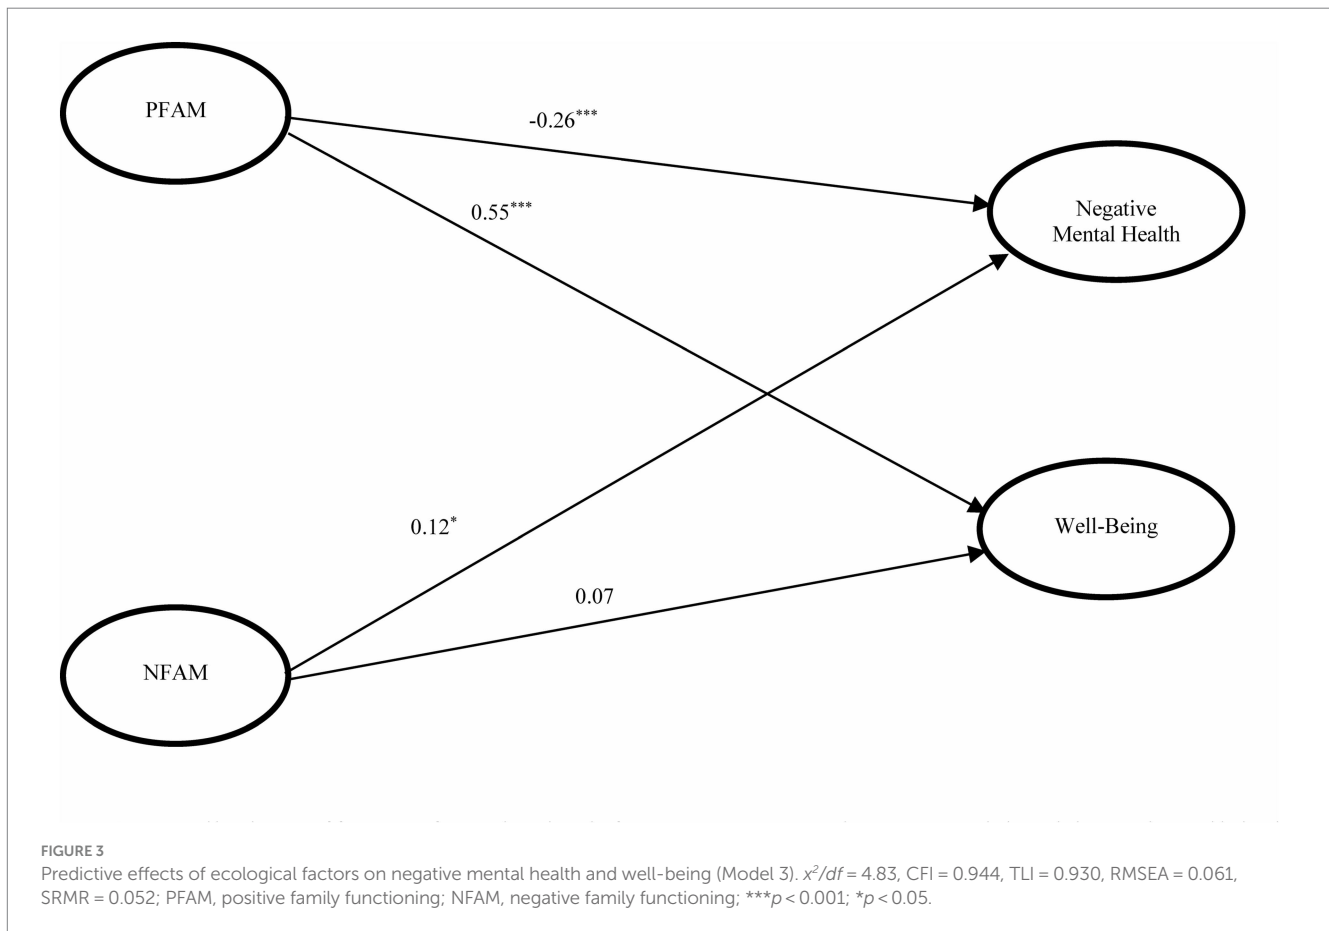 PFAM
-0.26***
0.55***
Negative
Mental Health
0.12*
Well-Being
0.07
NFAM
FIGURE 3
Predictive effects of ecological factors on negative mental health and well-being (Model 3). x²/df = 4.83, CFI = 0.944, TLI = 0.930, RMSEA = 0.061,
SRMR = 0.052; PFAM, positive family functioning; NFAM, negative family functioning; ***p < 0.001; *p < 0.05.